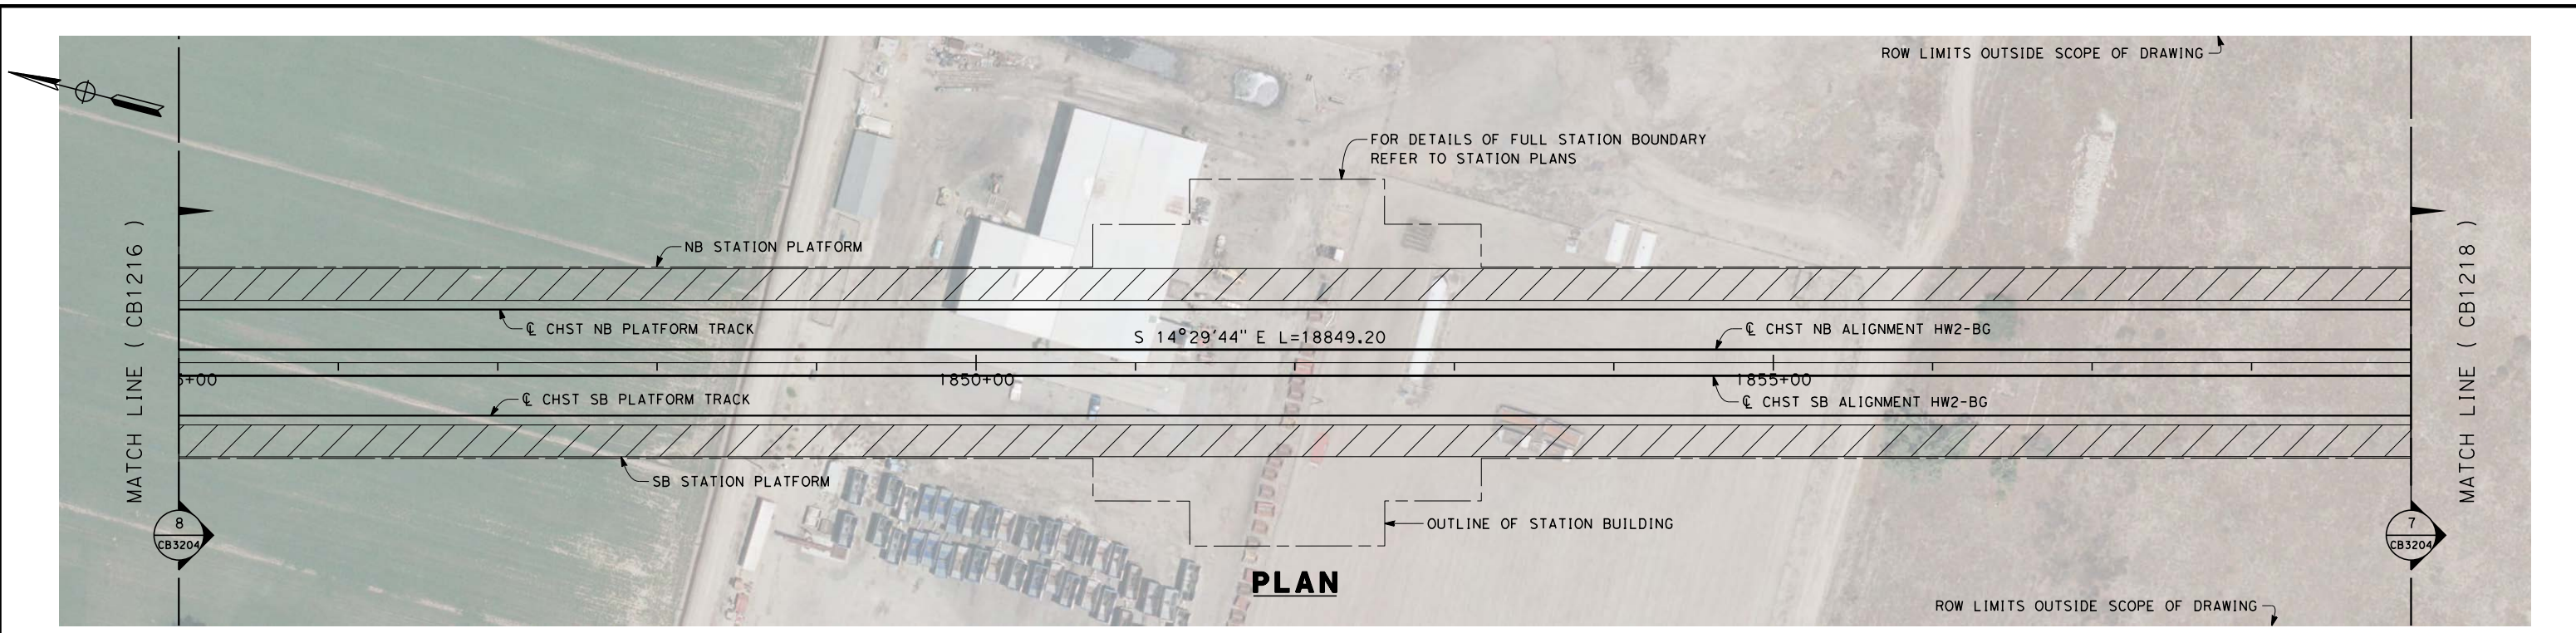 ROW LIMITS OUTSIDE SCOPE OF DRAWING
FOR DETAILS OF FULL STATION BOUNDARY
REFER TO STATION PLANS
MATCH LINE ( CB1216 )
MATCH LINE ( CB1218 )
NB STATION PLATFORM
℄ CHST NB PLATFORM TRACK
S 14°29'44" E L=18849.20
℄ CHST NB ALIGNMENT HW2-BG
5+00
1850+00
1855+00
℄ CHST SB PLATFORM TRACK
℄ CHST SB ALIGNMENT HW2-BG
SB STATION PLATFORM
OUTLINE OF STATION BUILDING
8
CB3204
7
CB3204
PLAN
ROW LIMITS OUTSIDE SCOPE OF DRAWING